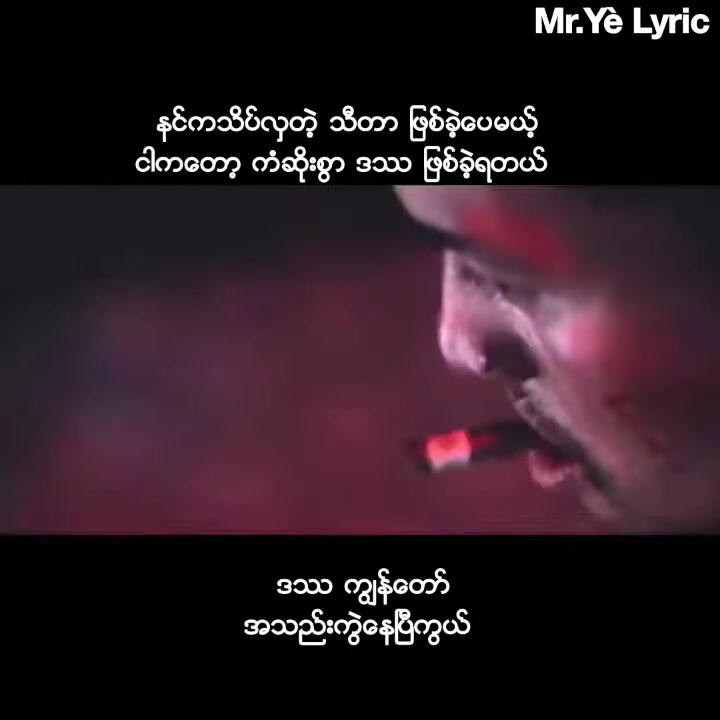 Mr.Yè Lyric
နင်ကသိပ်လှတဲ့ သီတာ ဖြစ်ခဲ့ပေမယ့်
ငါကတော့ ကံဆိုးစွာ ဒဿ ဖြစ်ခဲ့ရတယ်
ဒဿ ကျွန်တော်
အသည်းကွဲနေပြီကွယ်